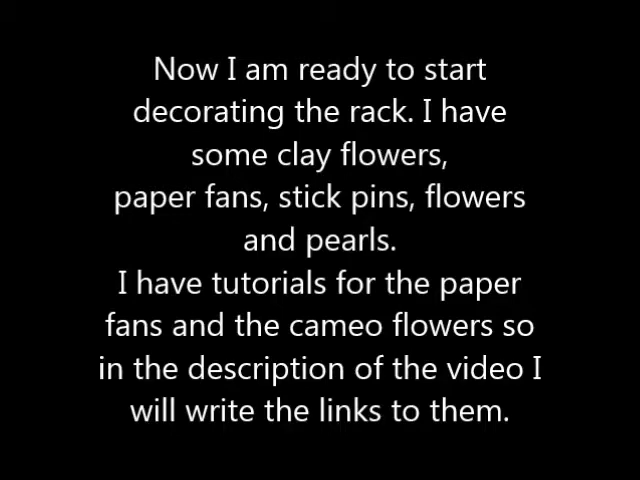 Now I am ready to start
decorating the rack. I have
some clay flowers,
paper fans, stick pins, flowers
and pearls.
I have tutorials for the paper
fans and the cameo flowers so
in the description of the video I
will write the links to them.